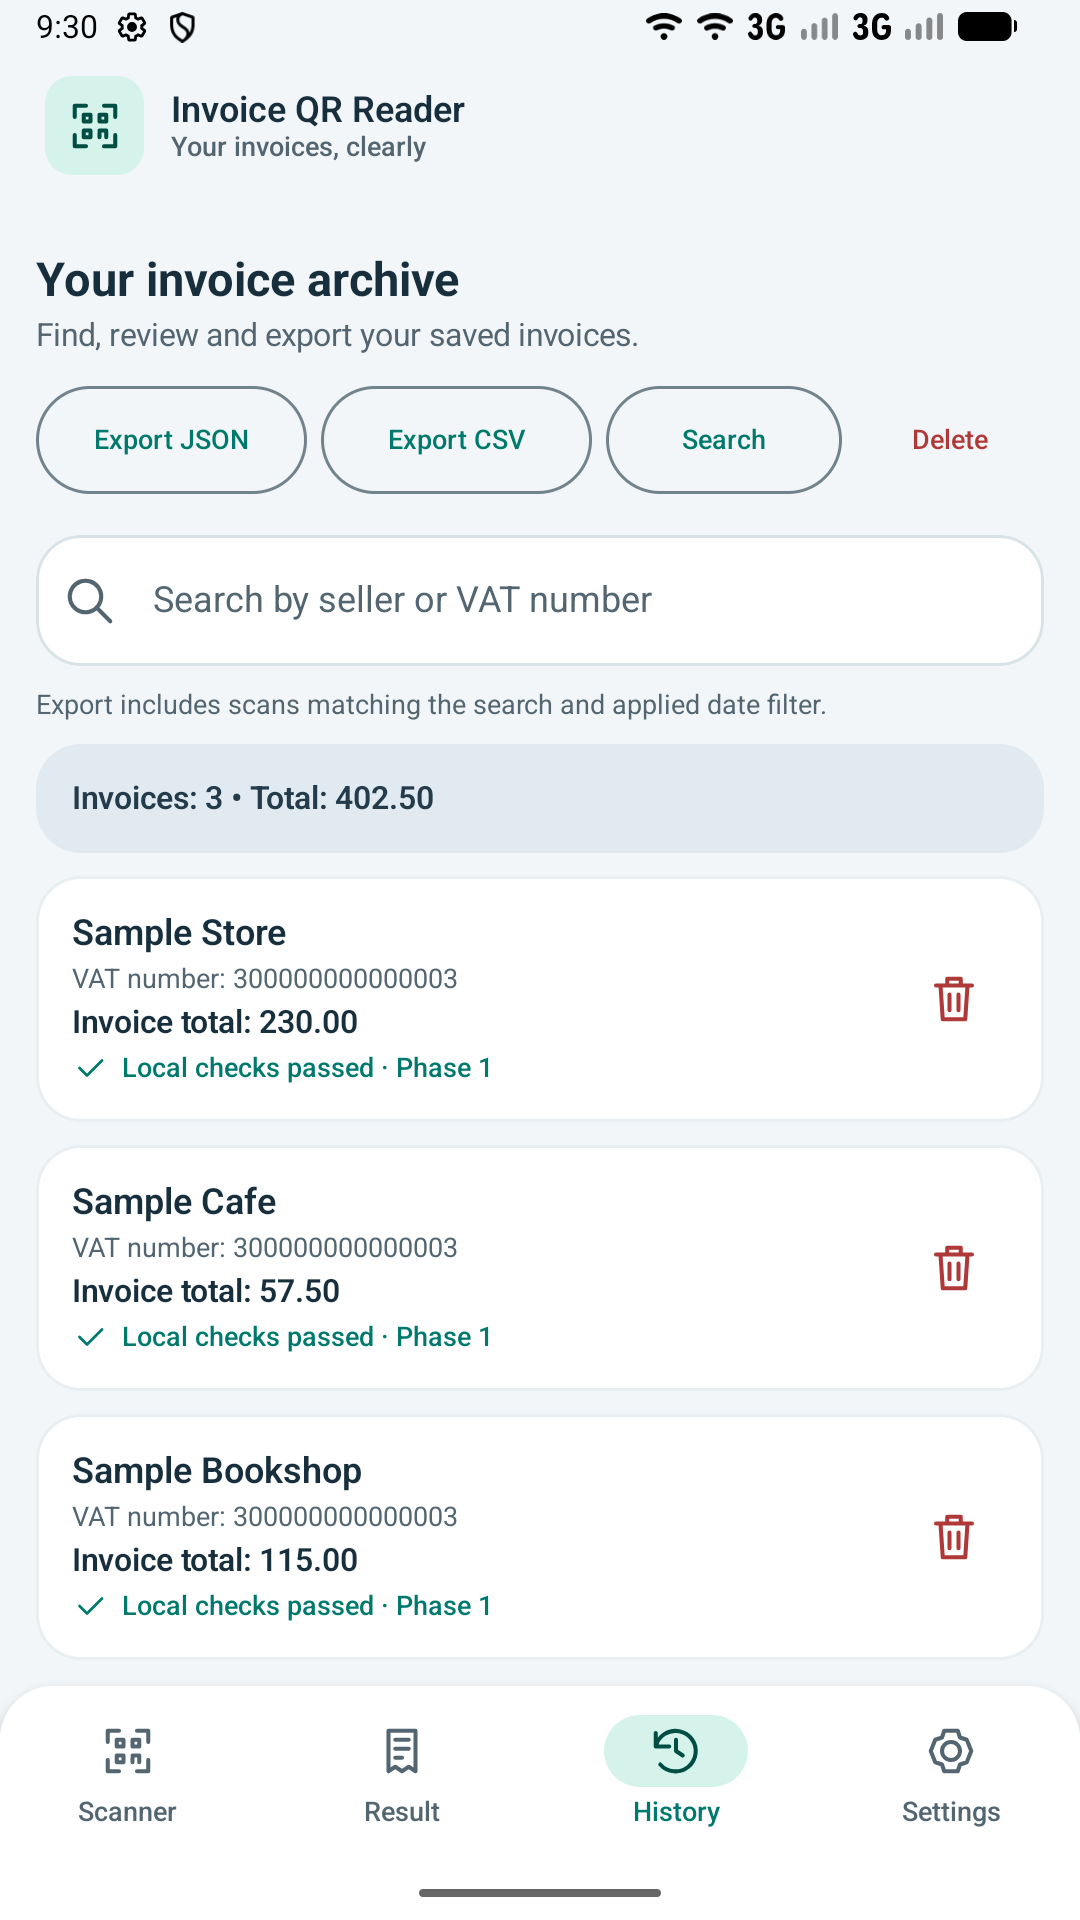 9:30
3G 3G
Invoice QR Reader
Your invoices, clearly
Your invoice archive
Find, review and export your saved invoices.
Export JSON Export CSV Search Delete
Search by seller or VAT number
Export includes scans matching the search and applied date filter.
Invoices: 3 • Total: 402.50
Sample Store
VAT number: 300000000000003
Invoice total: 230.00
Local checks passed · Phase 1
Sample Cafe
VAT number: 300000000000003
Invoice total: 57.50
Local checks passed · Phase 1
Sample Bookshop
VAT number: 300000000000003
Invoice total: 115.00
Local checks passed · Phase 1
Scanner Result History Settings